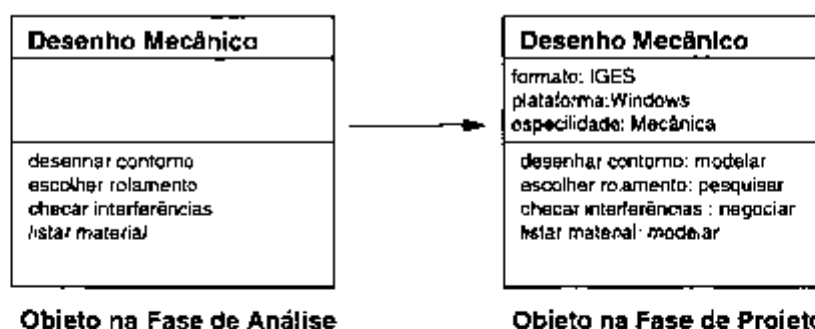 Desenho Mecânico
desennar contorno
escolher rolamento
checar interferências
listar material
Objeto na Fase de Análise
Desenho Mecânico
formato: IGES
plataforma:Windows
especilidade: Mecânica
desenhar contorno: modelar
escolher rolamento: pesquisar
checar interferências : negociar
listar material: modelar
Objeto na Fase de Projeto